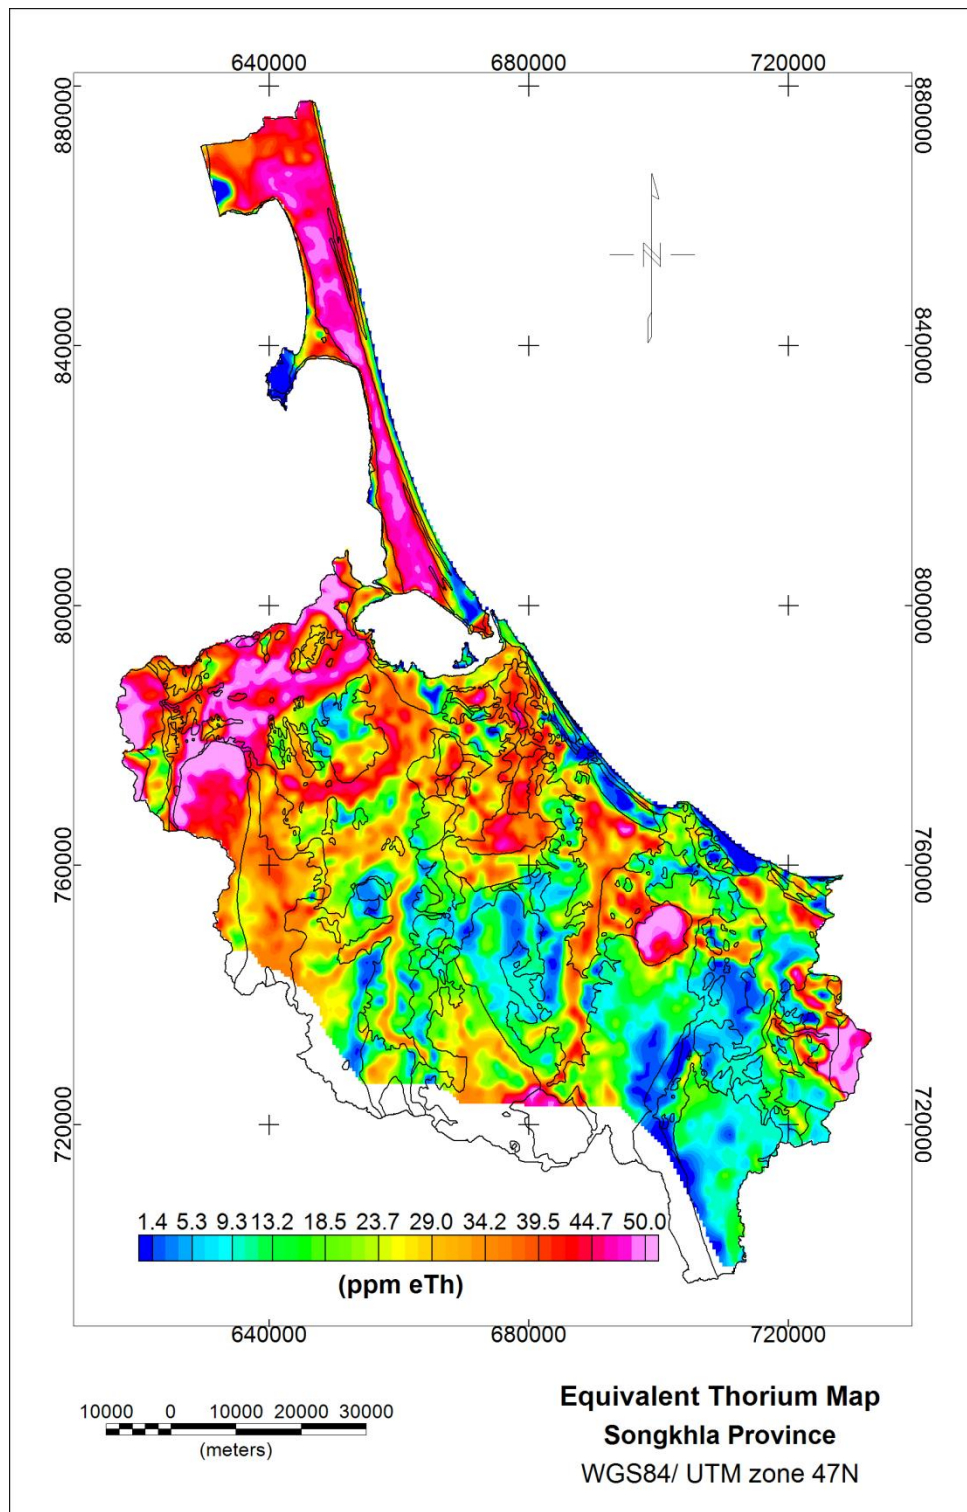 640000 680000 720000
880000 880000
N
840000 840000
800000 800000
760000 760000
720000 720000
1.4 5.3 9.3 13.2 18.5 23.7 29.0 34.2 39.5 44.7 50.0
(ppm eTh)
640000 680000 720000
10000 0 10000 20000 30000
(meters)
Equivalent Thorium Map
Songkhla Province
WGS84/ UTM zone 47N